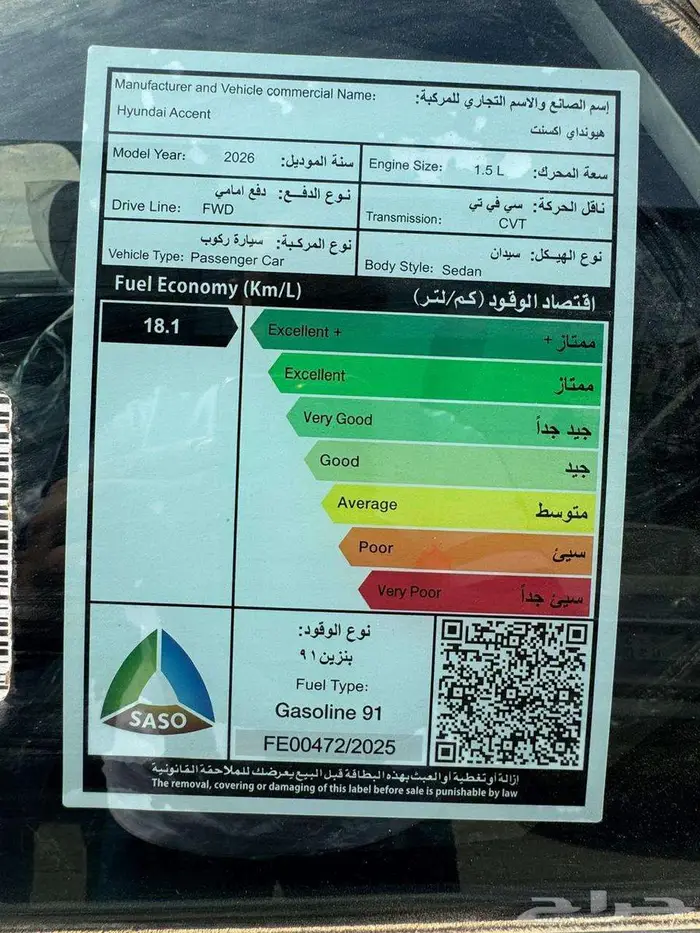 Manufacturer and Vehicle commercial Name: إسم الصانع والاسم التجاري للمركبة:
Hyundai Accent هيونداي اكسنت
Model Year: 2026 سنة الموديل:
Engine Size: 1.5 L سعة المحرك:
نوع الدفع: دفع امامي
Drive Line: FWD
ناقل الحركة: سي في تي
Transmission: CVT
نوع المركبة: سيارة ركوب
Vehicle Type: Passenger Car
نوع الهيكل: سيدان
Body Style: Sedan
Fuel Economy (Km/L) اقتصاد الوقود (كم/لتر)
18.1
Excellent + ممتاز +
Excellent ممتاز
Very Good جيد جداً
Good جيد
Average متوسط
Poor سيئ
Very Poor سيئ جداً
SASO
نوع الوقود:
بنزين ٩١
Fuel Type:
Gasoline 91
FE00472/2025
ازالة أو تغطية أو العبث بهذه البطاقة قبل البيع يعرضك للملاحقة القانونية
The removal, covering or damaging of this label before sale is punishable by law
حراج